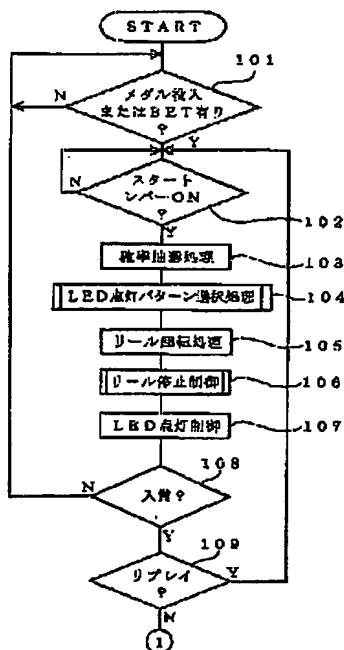 START
101
メダル投入
またはBET有り
?
N
Y
スタート
レバーON
?
N
102
Y
確率抽選処理
103
LED点灯パターン選択処理
104
リール回転処理
105
リール停止制御
106
LED点灯制御
107
108
N
入賞?
Y
109
リプレイ
?
Y
N
1